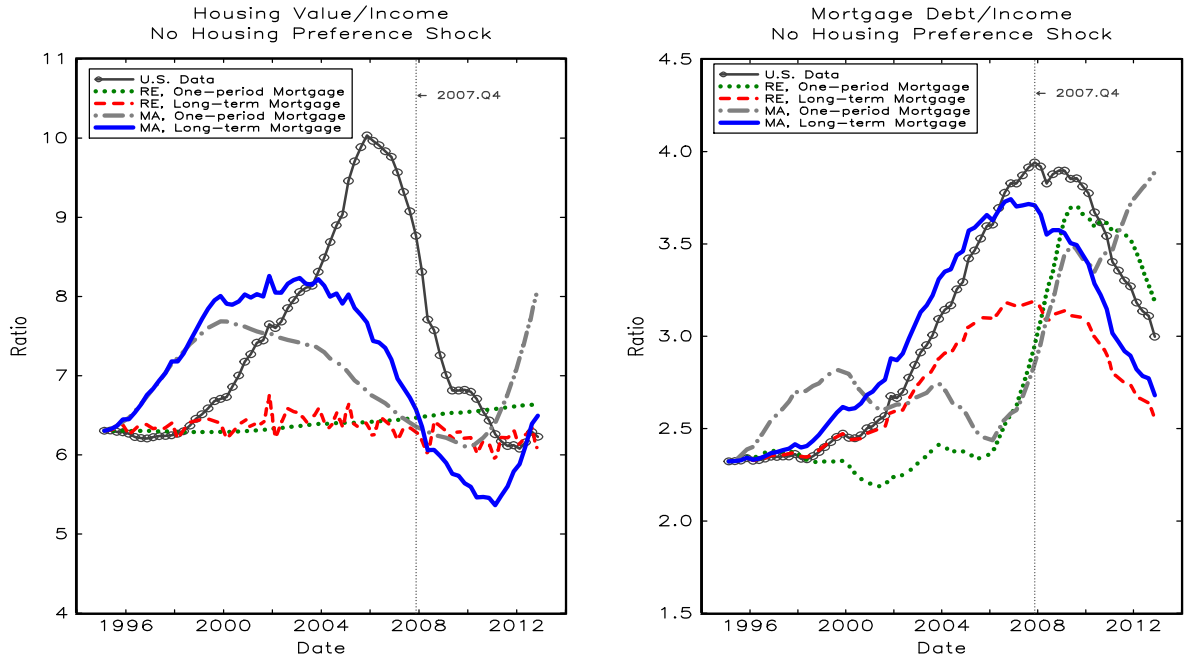 Housing Value/Income
No Housing Preference Shock
11
10
9
8
7
6
5
4
Ratio
U.S. Data
RE, One-period Mortgage
RE, Long-term Mortgage
MA, One-period Mortgage
MA, Long-term Mortgage
← 2007.Q4
1996 2000 2004 2008 2012
Date
Mortgage Debt/Income
No Housing Preference Shock
4.5
4.0
3.5
3.0
2.5
2.0
1.5
Ratio
U.S. Data
RE, One-period Mortgage
RE, Long-term Mortgage
MA, One-period Mortgage
MA, Long-term Mortgage
← 2007.Q4
1996 2000 2004 2008 2012
Date